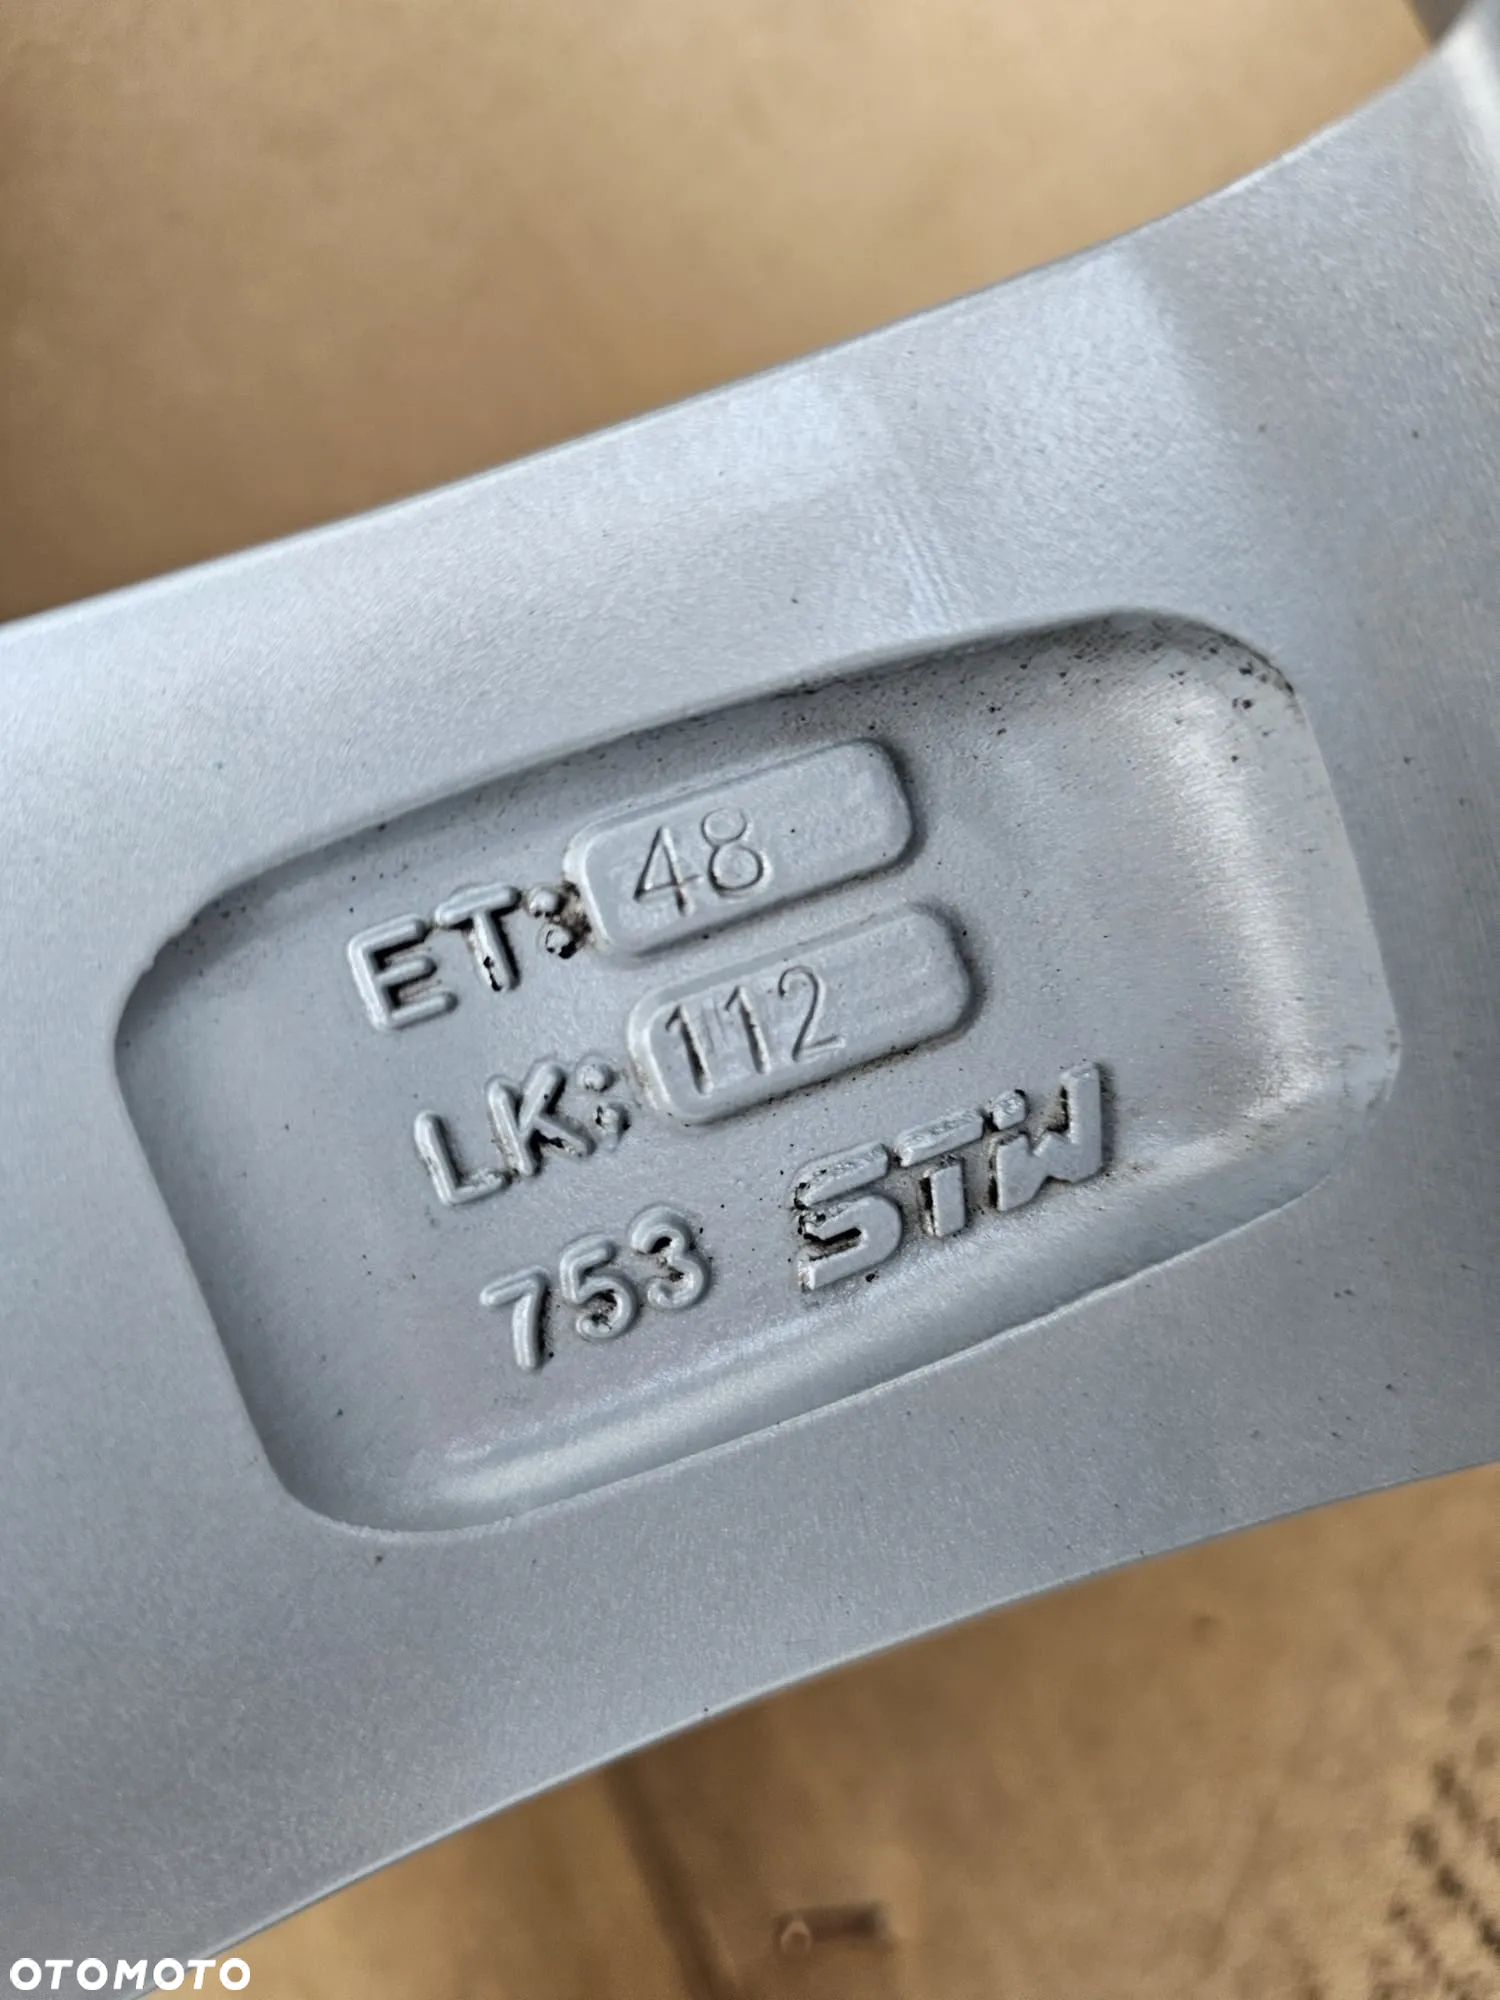 ET: 48
LK: 112
753 STW
OTOMOTO